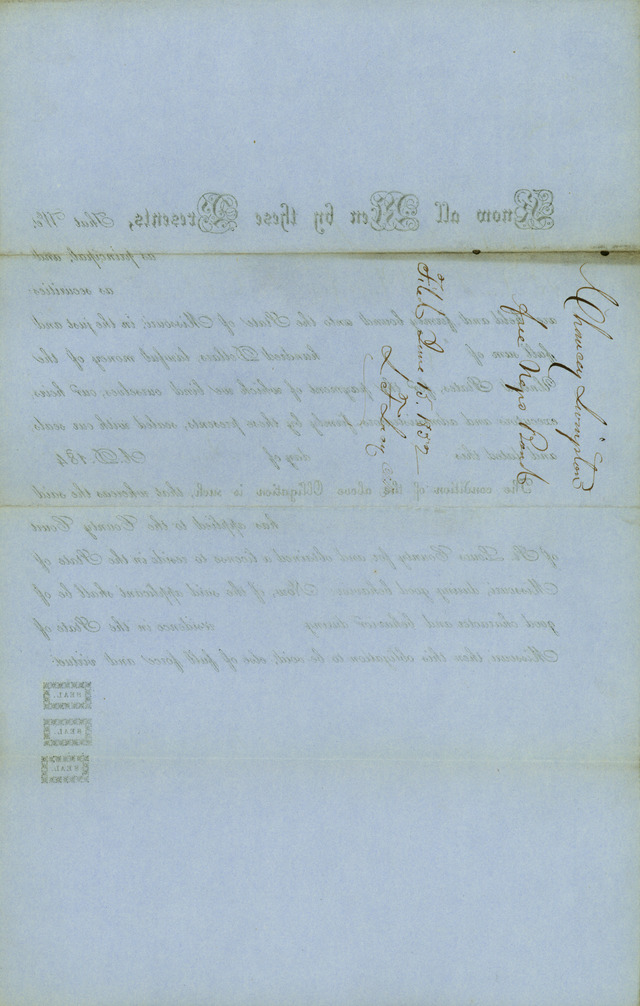 Chauncy Limpton
free Negro Bond
Filed June 15. 1852
Know all Men by these Presents, That We
as principal, and
as securities
are held and firmly bound unto the State of Missouri, in the just and
full sum of hundred Dollars lawful money of the
United States, for the payment of which we bind ourselves, our heirs
executors and administrators, firmly by these presents, sealed with our seals
and dated this day of A.D. 184
The condition of the above Obligation is such, that whereas the said
has applied to the County Court
of St. Louis County for and obtained a license to reside in the State of
Missouri, during good behavior: Now, if the said applicant shall be of
good character and behavior during residence in the State of
Missouri, then this obligation to be void; else of full force and virtue.
SEAL
SEAL
SEAL